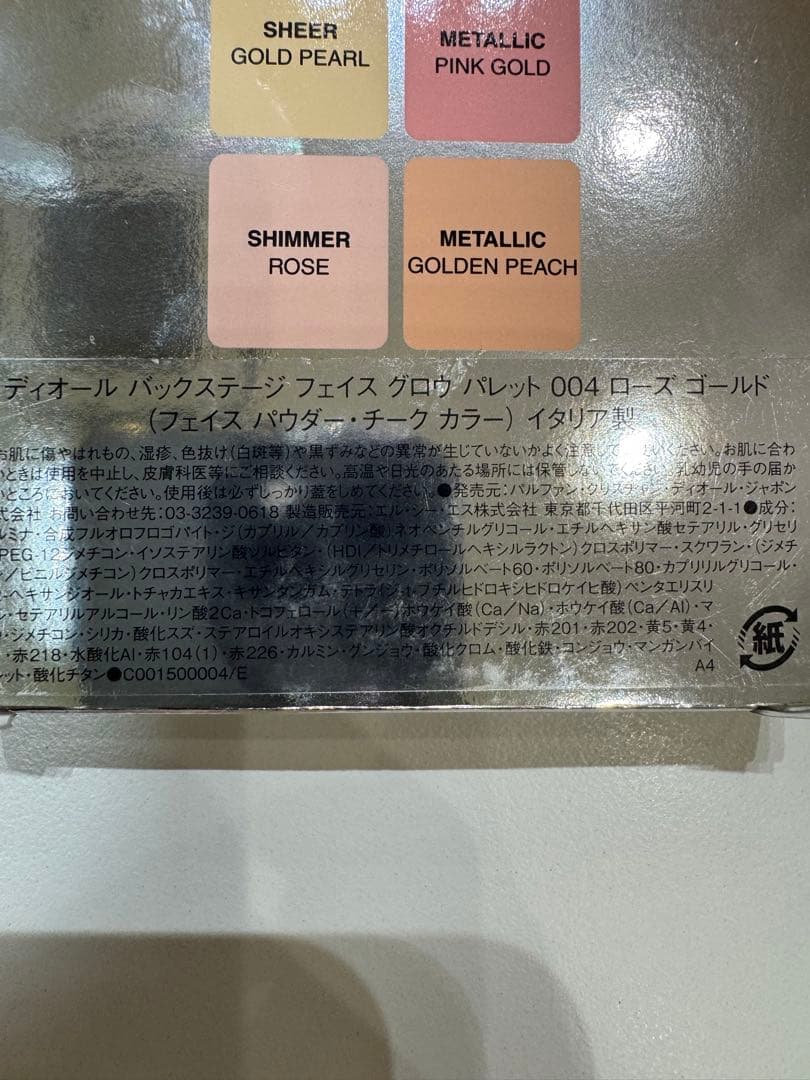 SHEER
GOLD PEARL
METALLIC
PINK GOLD
SHIMMER
ROSE
METALLIC
GOLDEN PEACH
ディオール バックステージ フェイス グロウ パレット 004 ローズ ゴールド
(フェイス パウダー・チーク カラー) イタリア製
お肌に傷やはれもの、湿疹、色抜け(白斑等)や黒ずみなどの異常が生じていないかよく注意して ください。お肌に合わ
いときは使用を中止し、皮膚科医等にご相談ください。高温や日光のあたる場所には保管しないでください。乳幼児の手の届か
いところにおいてください。使用後は必ずしっかり蓋をしめてください。●発売元:パルファン・クリスチャン・ディオール・ジャポン
式会社 お問い合わせ先:03-3239-0618 製造販売元:エル・シー・エス株式会社 東京都千代田区平河町2-1-1●成分:
ルミナ・合成フルオロフロゴパイト・ジ(カプリル/カプリン酸)ネオペンチルグリコール・エチルヘキサン酸セテアリル・グリセリ
PEG-12ジメチコン・イソステアリン酸ソルビタン・(HDI/トリメチロールヘキシルラクトン)クロスポリマー・スクワラン・(ジメチ
ン/ビニルジメチコン)クロスポリマー・エチルヘキシルグリセリン・ポリソルベート60・ポリソルベート80・カプリリルグリコール・
・ヘキサンジオール・トチャカエキス・キサンタンガム・テトラ(ジ-t-ブチルヒドロキシヒドロケイヒ酸)ペンタエリスリ
ル・セテアリルアルコール・リン酸2Ca・トコフェロール・(+/-)ホウケイ酸(Ca/Na)・ホウケイ酸(Ca/Al)・マ
・ジメチコン・シリカ・酸化スズ・ステアロイルオキシステアリン酸オクチルドデシル・赤201・赤202・黄5・黄4・
・赤218・水酸化Al・赤104(1)・赤226・カルミン・グンジョウ・酸化クロム・酸化鉄・コンジョウ・マンガンバイ
レット・酸化チタン●C001500004/E
A4
紙